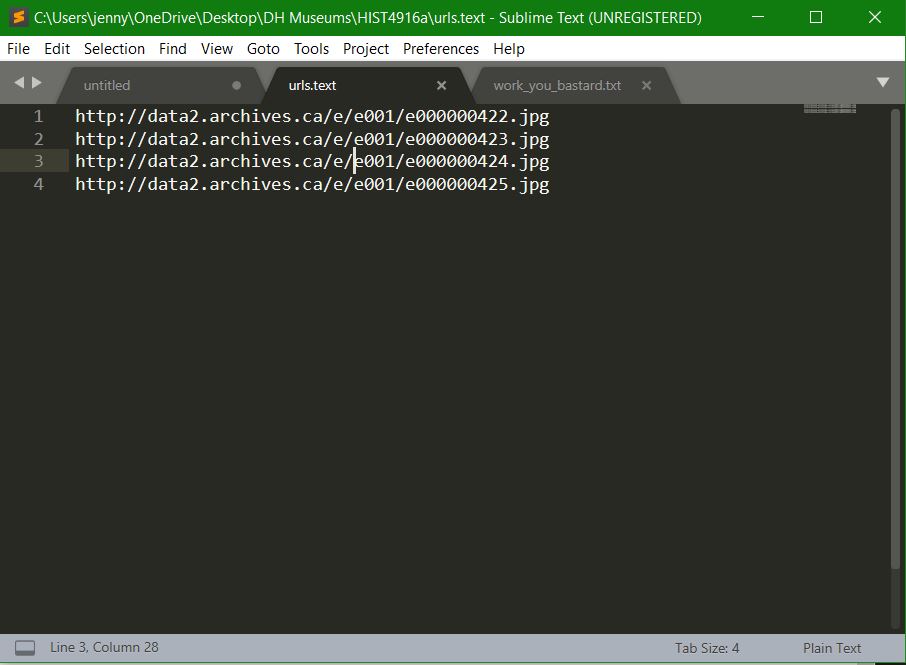 C:\Users\jenny\OneDrive\Desktop\DH Museums\HIST4916a\urls.text - Sublime Text (UNREGISTERED)
File Edit Selection Find View Goto Tools Project Preferences Help
untitled urls.text work_you_bastard.txt
1 http://data2.archives.ca/e/e001/e000000422.jpg
2 http://data2.archives.ca/e/e001/e000000423.jpg
3 http://data2.archives.ca/e/e001/e000000424.jpg
4 http://data2.archives.ca/e/e001/e000000425.jpg
Line 3, Column 28 Tab Size: 4 Plain Text